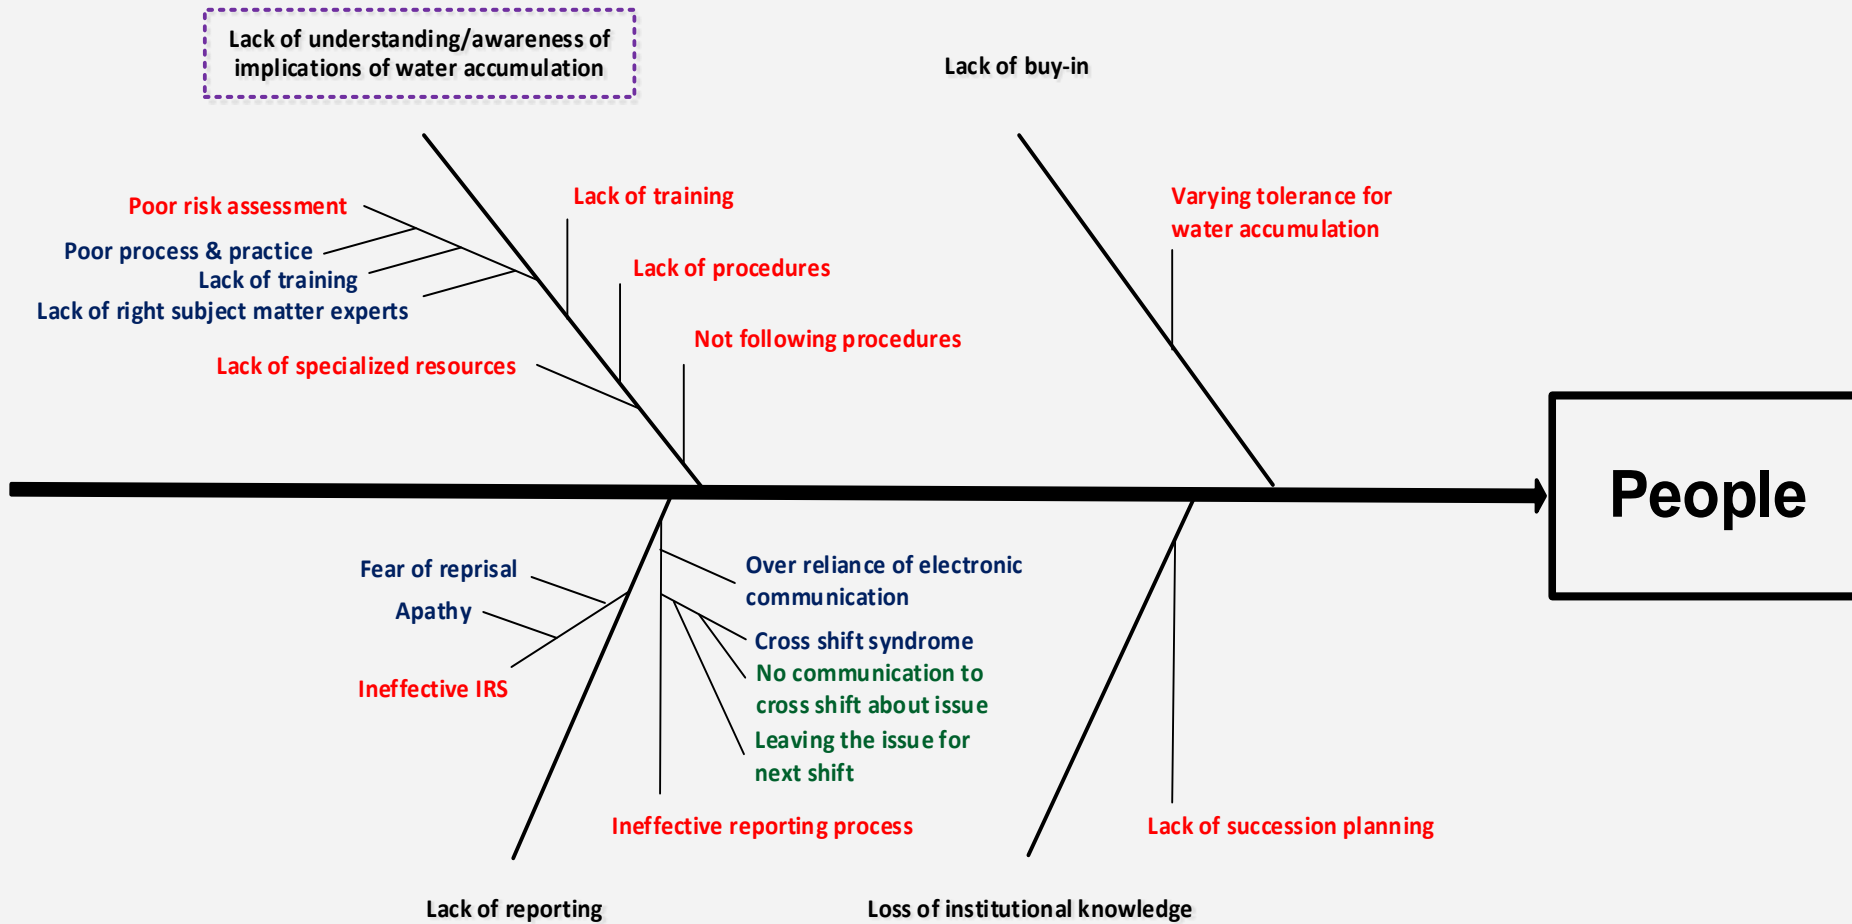 Lack of understanding/awareness of
implications of water accumulation
Lack of buy-in
Poor risk assessment
Poor process & practice
Lack of training
Lack of right subject matter experts
Lack of training
Lack of procedures
Not following procedures
Lack of specialized resources
Varying tolerance for
water accumulation
People
Fear of reprisal
Apathy
Ineffective IRS
Over reliance of electronic
communication
Cross shift syndrome
No communication to
cross shift about issue
Leaving the issue for
next shift
Ineffective reporting process
Lack of succession planning
Lack of reporting
Loss of institutional knowledge